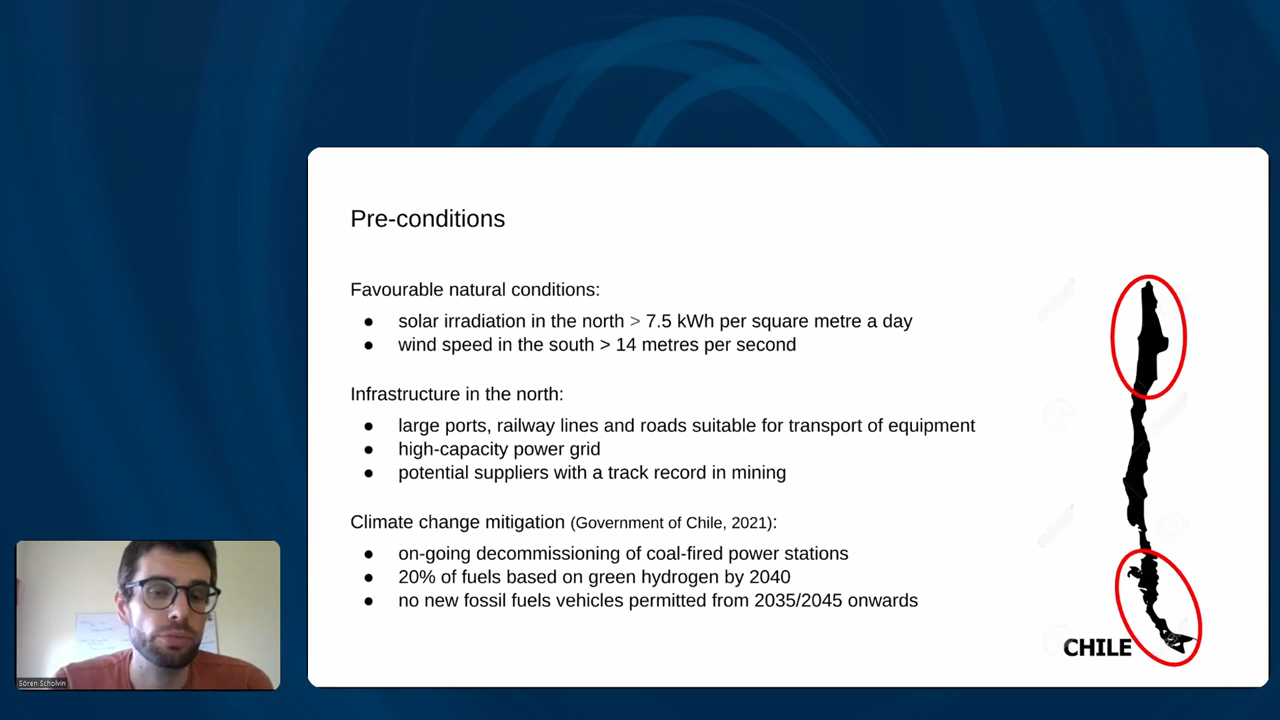 Pre-conditions
Favourable natural conditions:
● solar irradiation in the north > 7.5 kWh per square metre a day
● wind speed in the south > 14 metres per second
Infrastructure in the north:
● large ports, railway lines and roads suitable for transport of equipment
● high-capacity power grid
● potential suppliers with a track record in mining
Climate change mitigation (Government of Chile, 2021):
● on-going decommissioning of coal-fired power stations
● 20% of fuels based on green hydrogen by 2040
● no new fossil fuels vehicles permitted from 2035/2045 onwards
CHILE
Sören Scholvin